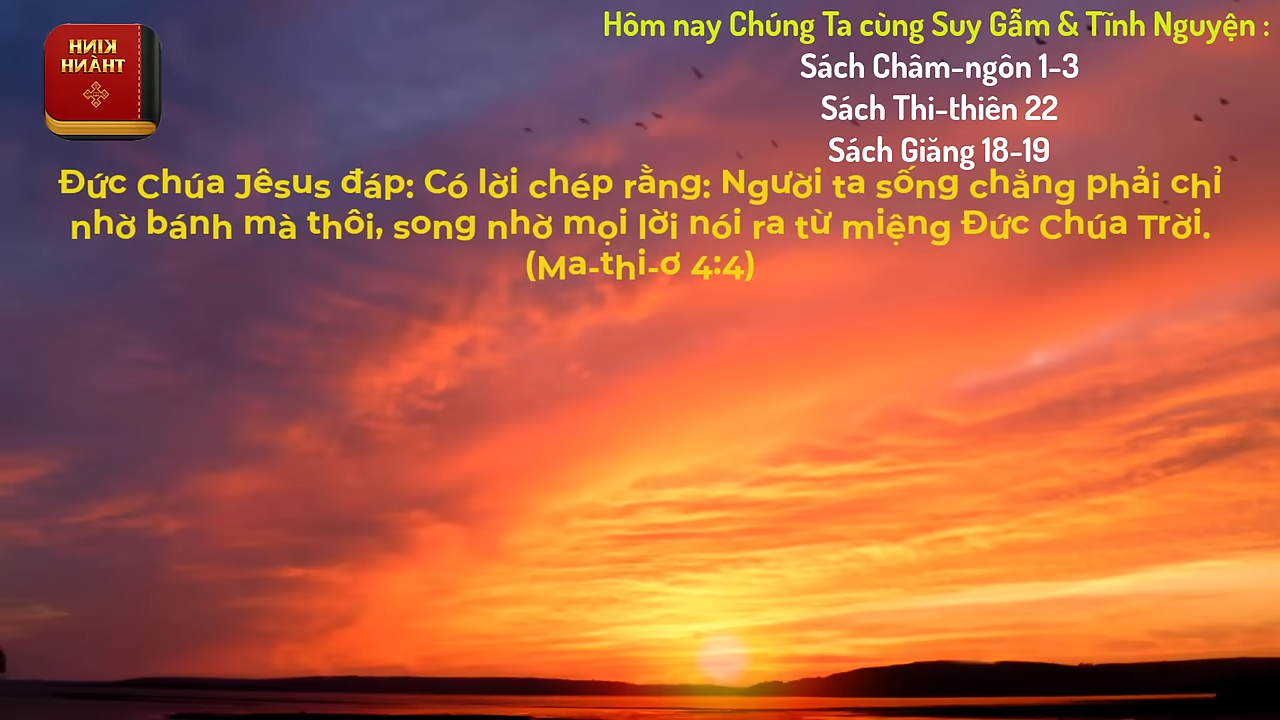 KINH
THÁNH
Hôm nay Chúng Ta cùng Suy Gẫm & Tĩnh Nguyện :
Sách Châm-ngôn 1-3
Sách Thi-thiên 22
Sách Giăng 18-19
Đức Chúa Jêsus đáp: Có lời chép rằng: Người ta sống chẳng phải chỉ
nhờ bánh mà thôi, song nhờ mọi lời nói ra từ miệng Đức Chúa Trời.
(Ma-thi-ơ 4:4)